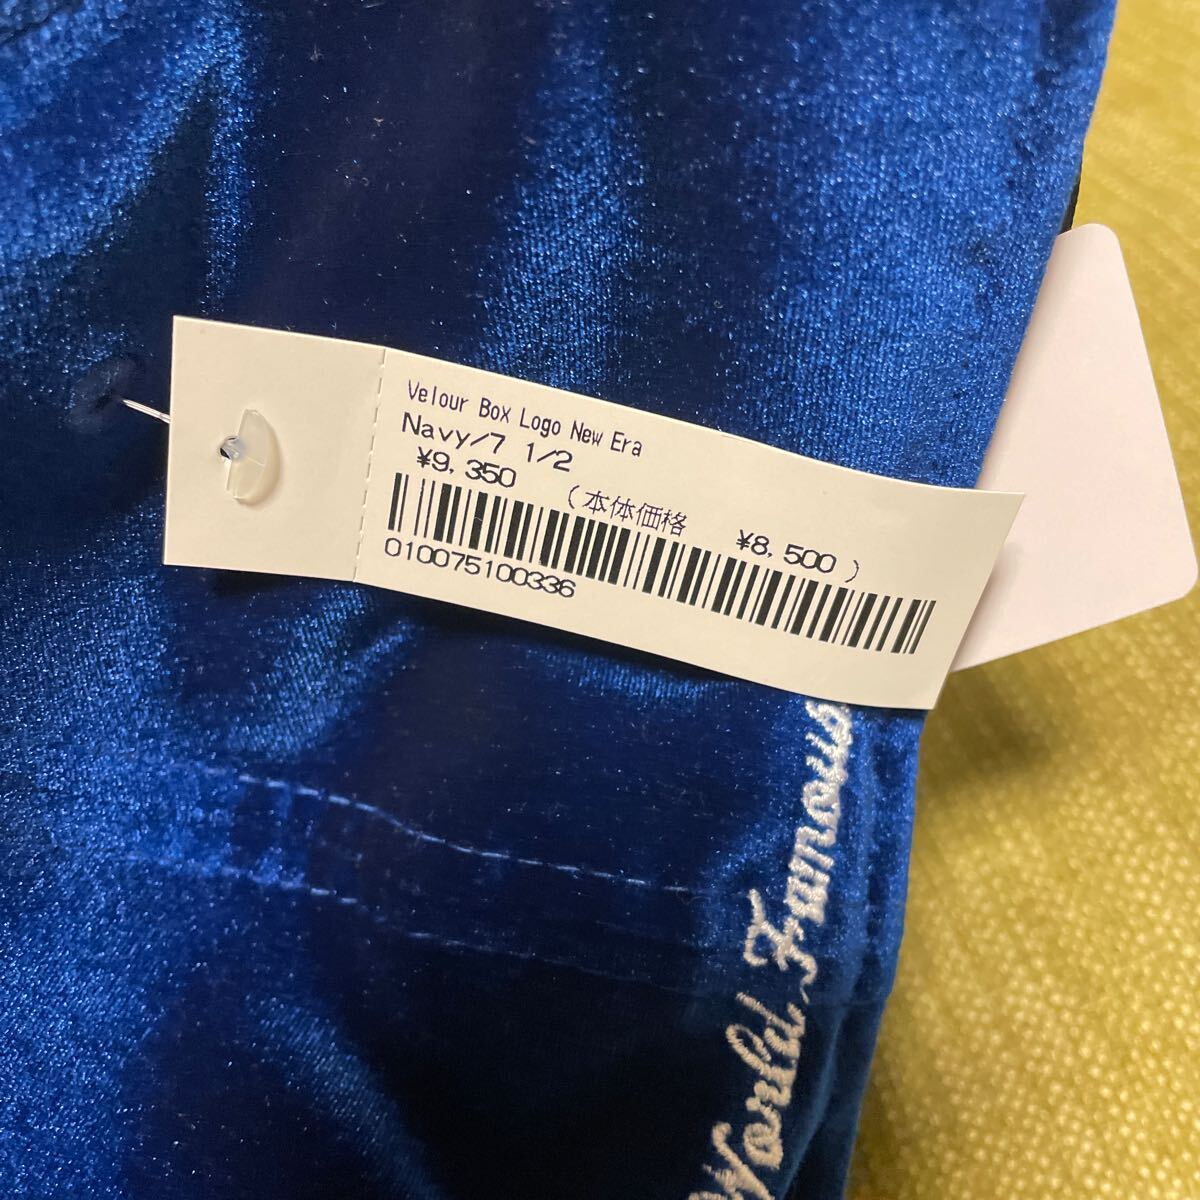 Velour Box Logo New Era
Navy/7 1/2
¥9,350
(本体価格 ¥8,500)
010075100336
World Famous